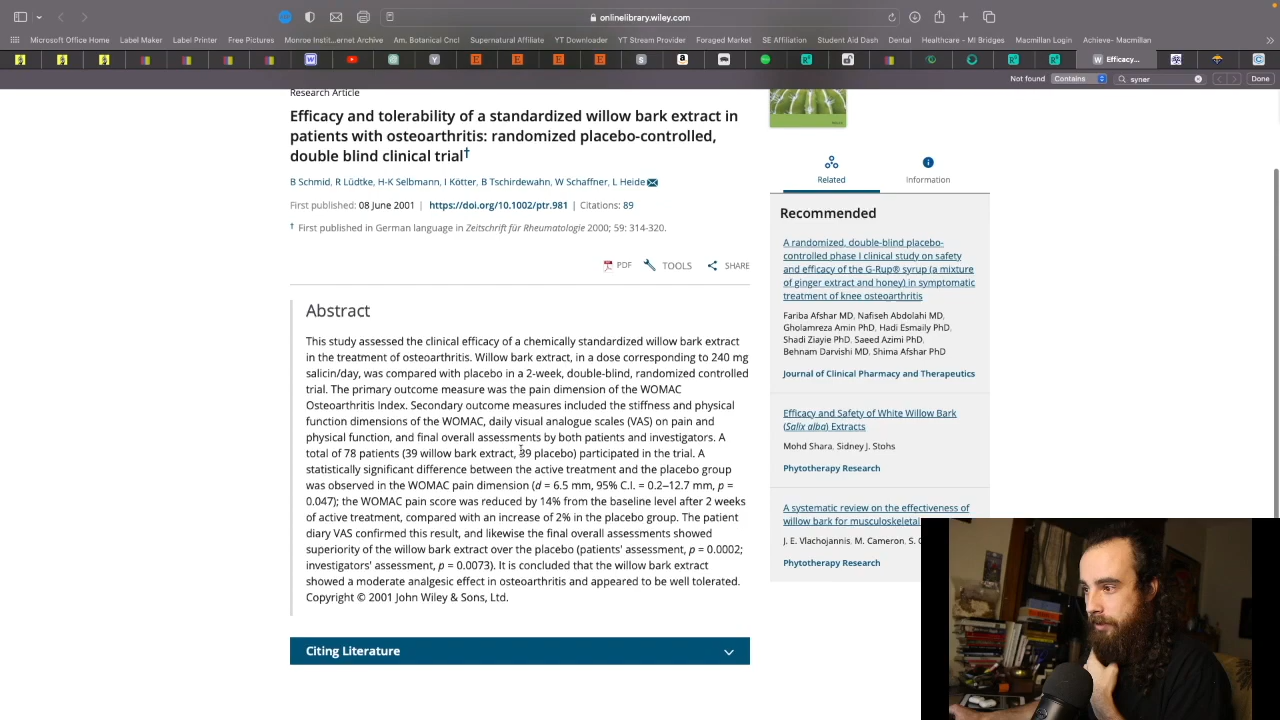 onlinelibrary.wiley.com
Microsoft Office Home Label Maker Label Printer Free Pictures Monroe Insti...ernet Archive Am. Botanical Cncl Supernatural Affiliate YT Downloader YT Stream Provider Foraged Market SE Affiliation Student Aid Dash Dental Healthcare - MI Bridges Macmillan Login Achieve- Macmillan
Efficacy...
Not found Contains syner Done
Research Article
Efficacy and tolerability of a standardized willow bark extract in
patients with osteoarthritis: randomized placebo-controlled,
double blind clinical trial†
B Schmid, R Lüdtke, H-K Selbmann, I Kötter, B Tschirdewahn, W Schaffner, L Heide
First published: 08 June 2001 | https://doi.org/10.1002/ptr.981 | Citations: 89
† First published in German language in Zeitschrift für Rheumatologie 2000; 59: 314-320.
PDF TOOLS SHARE
Abstract
This study assessed the clinical efficacy of a chemically standardized willow bark extract
in the treatment of osteoarthritis. Willow bark extract, in a dose corresponding to 240 mg
salicin/day, was compared with placebo in a 2-week, double-blind, randomized controlled
trial. The primary outcome measure was the pain dimension of the WOMAC
Osteoarthritis Index. Secondary outcome measures included the stiffness and physical
function dimensions of the WOMAC, daily visual analogue scales (VAS) on pain and
physical function, and final overall assessments by both patients and investigators. A
total of 78 patients (39 willow bark extract, 39 placebo) participated in the trial. A
statistically significant difference between the active treatment and the placebo group
was observed in the WOMAC pain dimension (d = 6.5 mm, 95% C.I. = 0.2–12.7 mm, p =
0.047); the WOMAC pain score was reduced by 14% from the baseline level after 2 weeks
of active treatment, compared with an increase of 2% in the placebo group. The patient
diary VAS confirmed this result, and likewise the final overall assessments showed
superiority of the willow bark extract over the placebo (patients' assessment, p = 0.0002;
investigators' assessment, p = 0.0073). It is concluded that the willow bark extract
showed a moderate analgesic effect in osteoarthritis and appeared to be well tolerated.
Copyright © 2001 John Wiley & Sons, Ltd.
Citing Literature
Related Information
Recommended
A randomized, double-blind placebo-
controlled phase I clinical study on safety
and efficacy of the G-Rup® syrup (a mixture
of ginger extract and honey) in symptomatic
treatment of knee osteoarthritis
Fariba Afshar MD, Nafiseh Abdolahi MD,
Gholamreza Amin PhD, Hadi Esmaily PhD,
Shadi Ziayie PhD, Saeed Azimi PhD,
Behnam Darvishi MD, Shima Afshar PhD
Journal of Clinical Pharmacy and Therapeutics
Efficacy and Safety of White Willow Bark
(Salix alba) Extracts
Mohd Shara, Sidney J. Stohs
Phytotherapy Research
A systematic review on the effectiveness of
willow bark for musculoskeletal
J. E. Vlachojannis, M. Cameron, S.
Phytotherapy Research